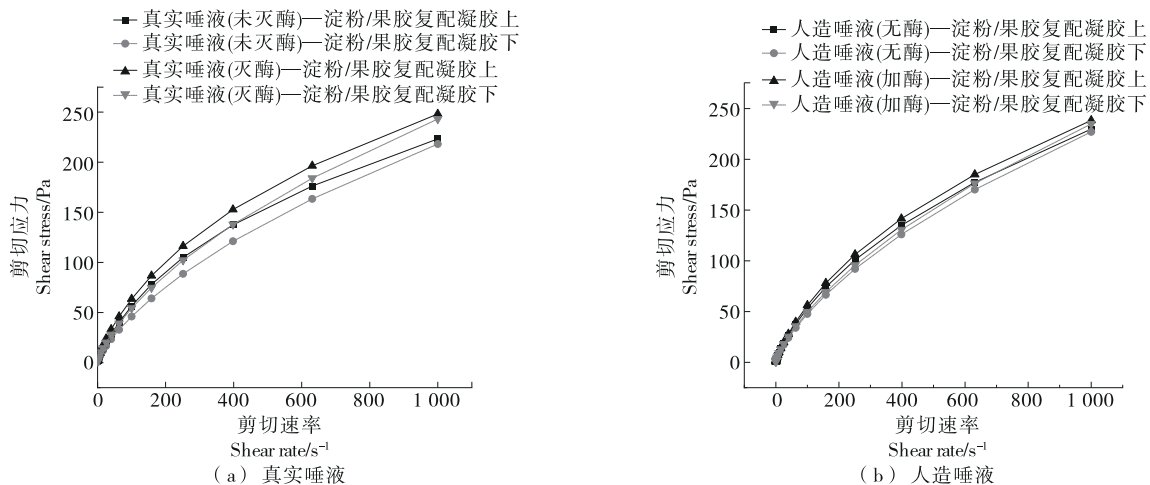 真实唾液(未灭酶)—淀粉/果胶复配凝胶上
真实唾液(未灭酶)—淀粉/果胶复配凝胶下
真实唾液(灭酶)—淀粉/果胶复配凝胶上
真实唾液(灭酶)—淀粉/果胶复配凝胶下
250
200
150
100
50
0
剪切应力
Shear stress/Pa
0 200 400 600 800 1 000
剪切速率
Shear rate/s⁻¹
(a) 真实唾液
人造唾液(无酶)—淀粉/果胶复配凝胶上
人造唾液(无酶)—淀粉/果胶复配凝胶下
人造唾液(加酶)—淀粉/果胶复配凝胶上
人造唾液(加酶)—淀粉/果胶复配凝胶下
250
200
150
100
50
0
剪切应力
Shear stress/Pa
0 200 400 600 800 1 000
剪切速率
Shear rate/s⁻¹
(b) 人造唾液